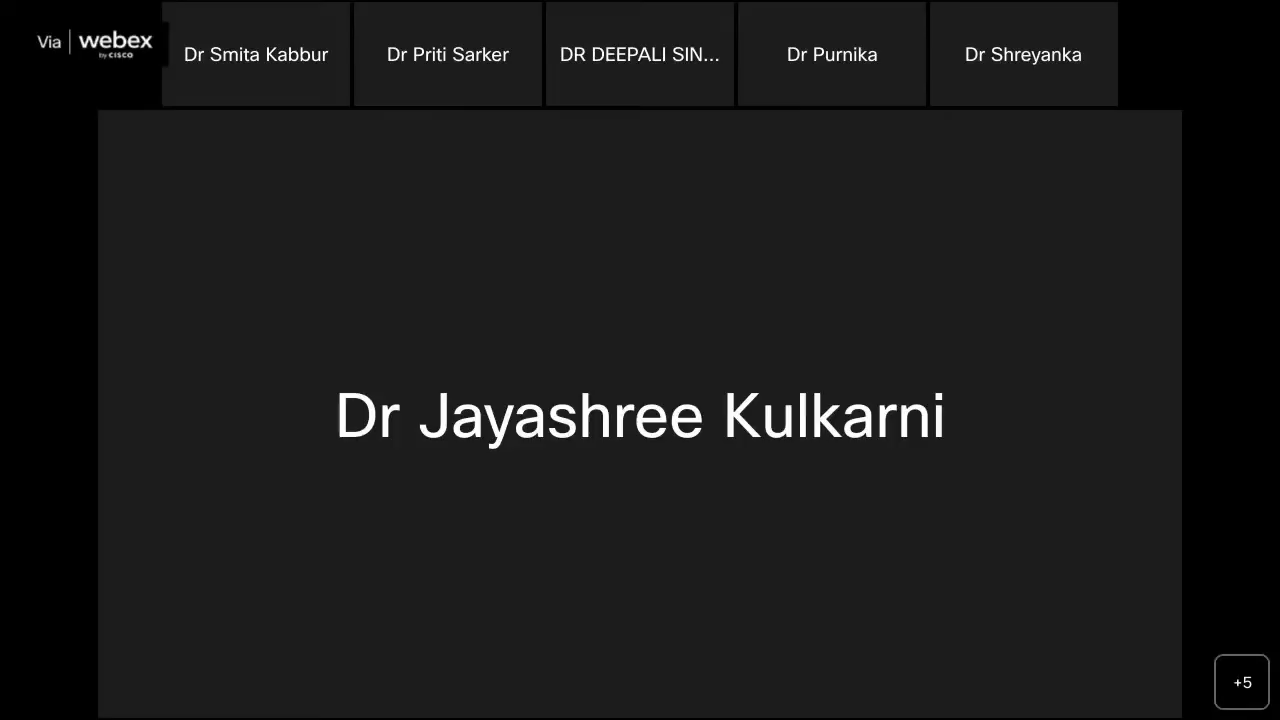 Via webex
by CISCO
Dr Smita Kabbur
Dr Priti Sarker
DR DEEPALI SIN...
Dr Purnika
Dr Shreyanka
Dr Jayashree Kulkarni
+5